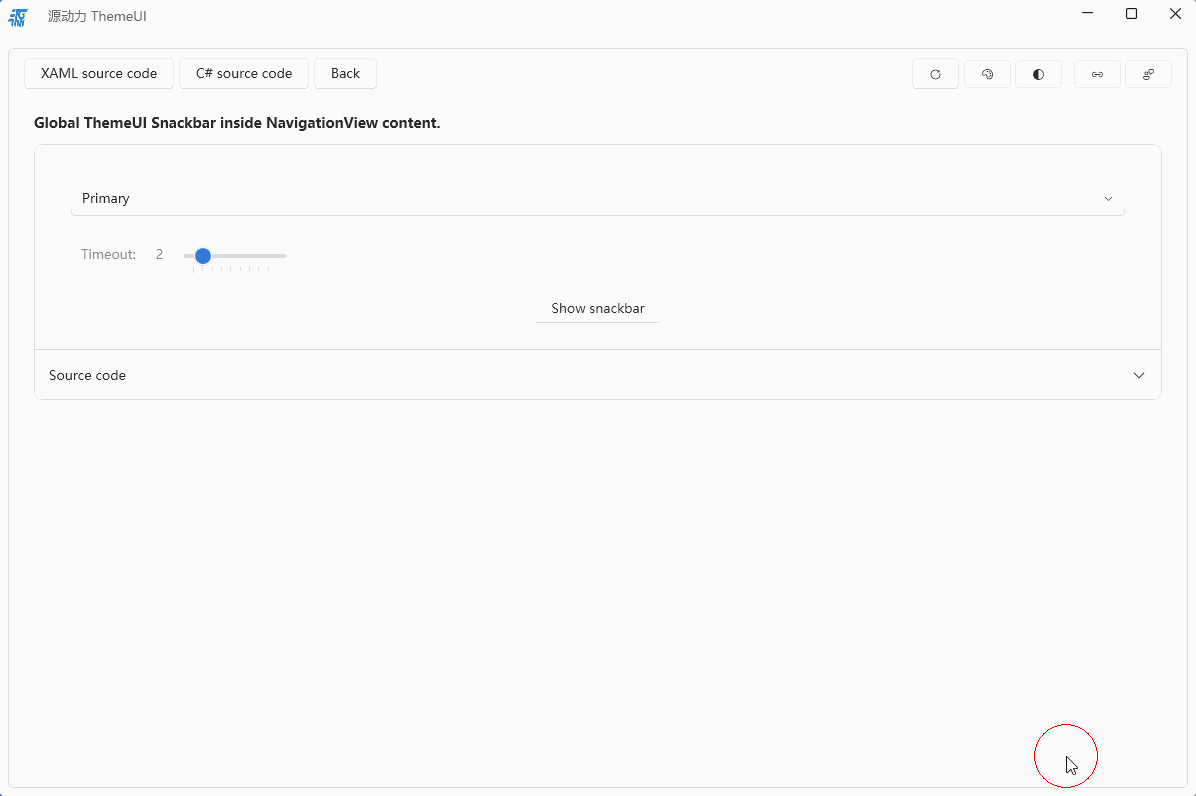 源动力 ThemeUI
XAML source code C# source code Back
Global ThemeUI Snackbar inside NavigationView content.
Primary
Timeout: 2
Show snackbar
Source code